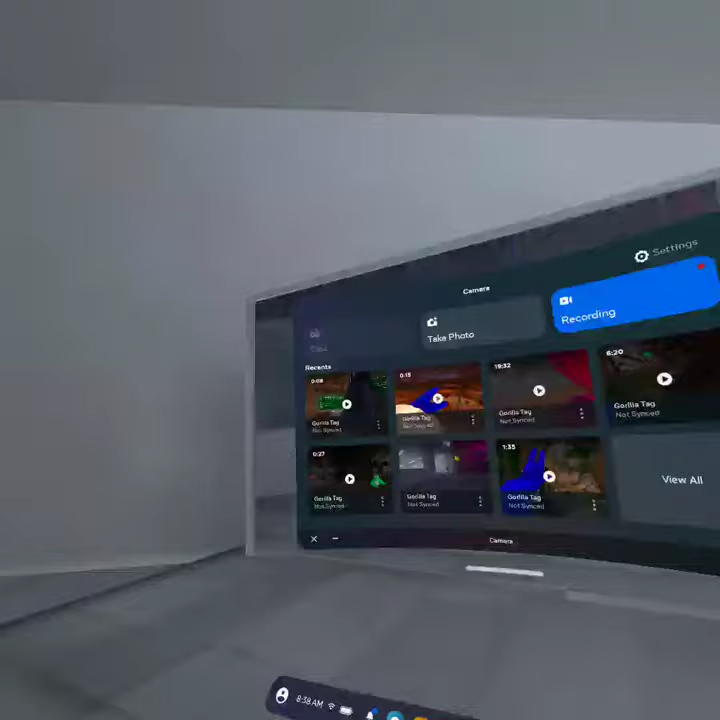 Settings
Camera
Take Photo
Recording
Recents
0:08
0:15
19:32
6:20
Gorilla Tag
Not Synced
Gorilla Tag
Not Synced
Gorilla Tag
Not Synced
Gorilla Tag
Not Synced
0:27
1:35
Gorilla Tag
Not Synced
Gorilla Tag
Not Synced
Gorilla Tag
Not Synced
View All
Camera
8:38 AM